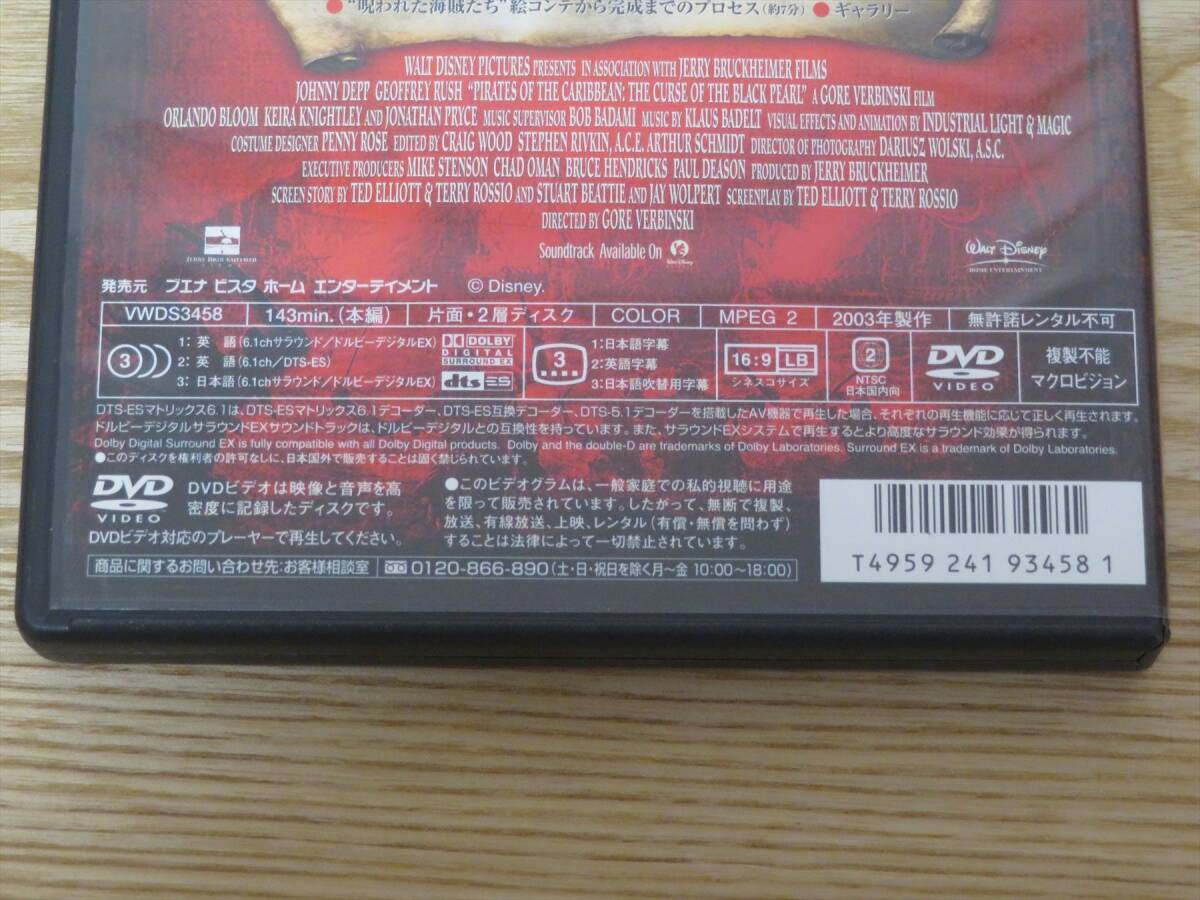 ●“呪われた海賊たち”絵コンテから完成までのプロセス(約7分) ●ギャラリー
WALT DISNEY PICTURES PRESENTS IN ASSOCIATION WITH JERRY BRUCKHEIMER FILMS
JOHNNY DEPP GEOFFREY RUSH “PIRATES OF THE CARIBBEAN: THE CURSE OF THE BLACK PEARL” A GORE VERBINSKI FILM
ORLANDO BLOOM KEIRA KNIGHTLEY AND JONATHAN PRYCE MUSIC SUPERVISOR BOB BADAMI MUSIC BY KLAUS BADELT VISUAL EFFECTS AND ANIMATION BY INDUSTRIAL LIGHT & MAGIC
COSTUME DESIGNER PENNY ROSE EDITED BY CRAIG WOOD STEPHEN RIVKIN, A.C.E. ARTHUR SCHMIDT DIRECTOR OF PHOTOGRAPHY DARIUSZ WOLSKI, A.S.C.
EXECUTIVE PRODUCERS MIKE STENSON CHAD OMAN BRUCE HENDRICKS PAUL DEASON PRODUCED BY JERRY BRUCKHEIMER
SCREEN STORY BY TED ELLIOTT & TERRY ROSSIO AND STUART BEATTIE AND JAY WOLPERT SCREENPLAY BY TED ELLIOTT & TERRY ROSSIO
DIRECTED BY GORE VERBINSKI
JERRY BRUCKHEIMER FILMS
Soundtrack Available On Walt Disney
WALT DISNEY
HOME ENTERTAINMENT
発売元 ブエナ ビスタ ホーム エンターテイメント © Disney.
VWDS3458 143min.(本編) 片面・2層ディスク COLOR MPEG 2 2003年製作 無許諾レンタル不可
3
1: 英 語(6.1chサラウンド/ドルビーデジタルEX)
2: 英 語(6.1ch/DTS-ES)
3: 日本語(6.1chサラウンド/ドルビーデジタルEX)
DOLBY
DIGITAL
SURROUND EX
dts ES
3
1:日本語字幕
2:英語字幕
3:日本語吹替用字幕
16:9 LB
シネスコサイズ
2
NTSC
日本国内向
DVD
VIDEO
複製不能
マクロビジョン
DTS-ESマトリックス6.1は、DTS-ESマトリックス6.1デコーダー、DTS-ES互換デコーダー、DTS-5.1デコーダーを搭載したAV機器で再生した場合、それぞれの再生機能に応じて正しく再生されます。
ドルビーデジタルサラウンドEXサウンドトラックは、ドルビーデジタルとの互換性を持っています。また、サラウンドEXシステムで再生するとより高度なサラウンド効果が得られます。
Dolby Digital Surround EX is fully compatible with all Dolby Digital products. Dolby and the double-D are trademarks of Dolby Laboratories. Surround EX is a trademark of Dolby Laboratories.
●このディスクを権利者の許可なしに、日本国外で販売することは固く禁じられています。
DVD
VIDEO
DVDビデオは映像と音声を高
密度に記録したディスクです。
DVDビデオ対応のプレーヤーで再生してください。
●このビデオグラムは、一般家庭での私的視聴に用途
を限って販売されています。したがって、無断で複製、
放送、有線放送、上映、レンタル(有償・無償を問わず)
することは法律によって一切禁止されています。
商品に関するお問い合わせ先:お客様相談室 0120-866-890(土・日・祝日を除く月〜金 10:00〜18:00)
T4959 241 93458 1